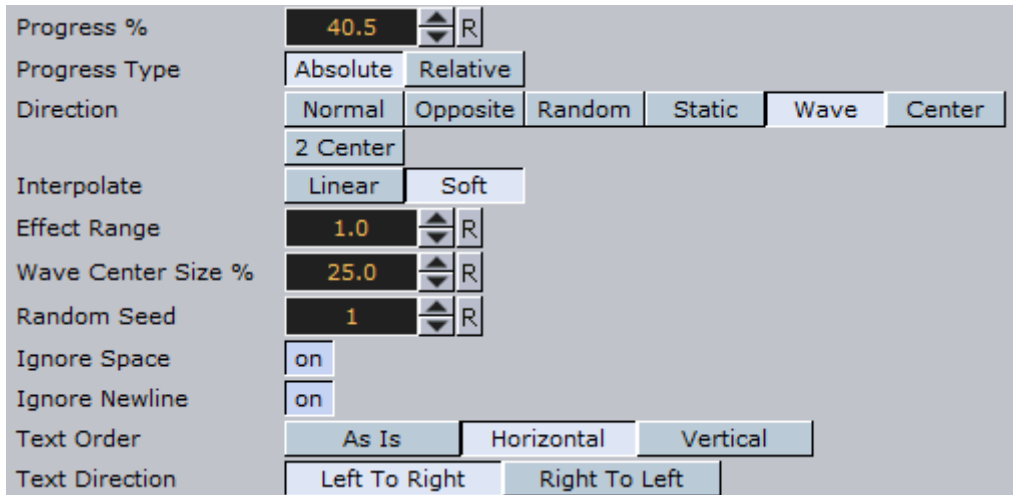 Progress % 40.5 R
Progress Type Absolute Relative
Direction Normal Opposite Random Static Wave Center
2 Center
Interpolate Linear Soft
Effect Range 1.0 R
Wave Center Size % 25.0 R
Random Seed 1 R
Ignore Space on
Ignore Newline on
Text Order As Is Horizontal Vertical
Text Direction Left To Right Right To Left